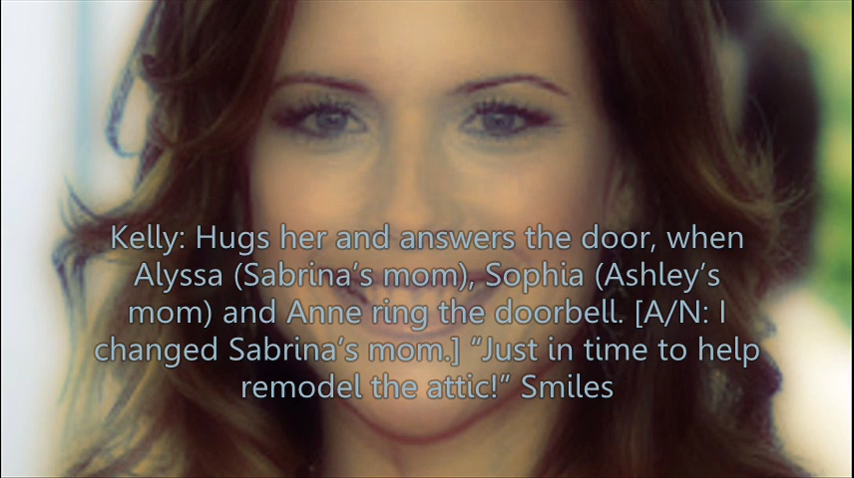 Kelly: Hugs her and answers the door, when
Alyssa (Sabrina’s mom), Sophia (Ashley’s
mom) and Anne ring the doorbell. [A/N: I
changed Sabrina’s mom.] “Just in time to help
remodel the attic!” Smiles